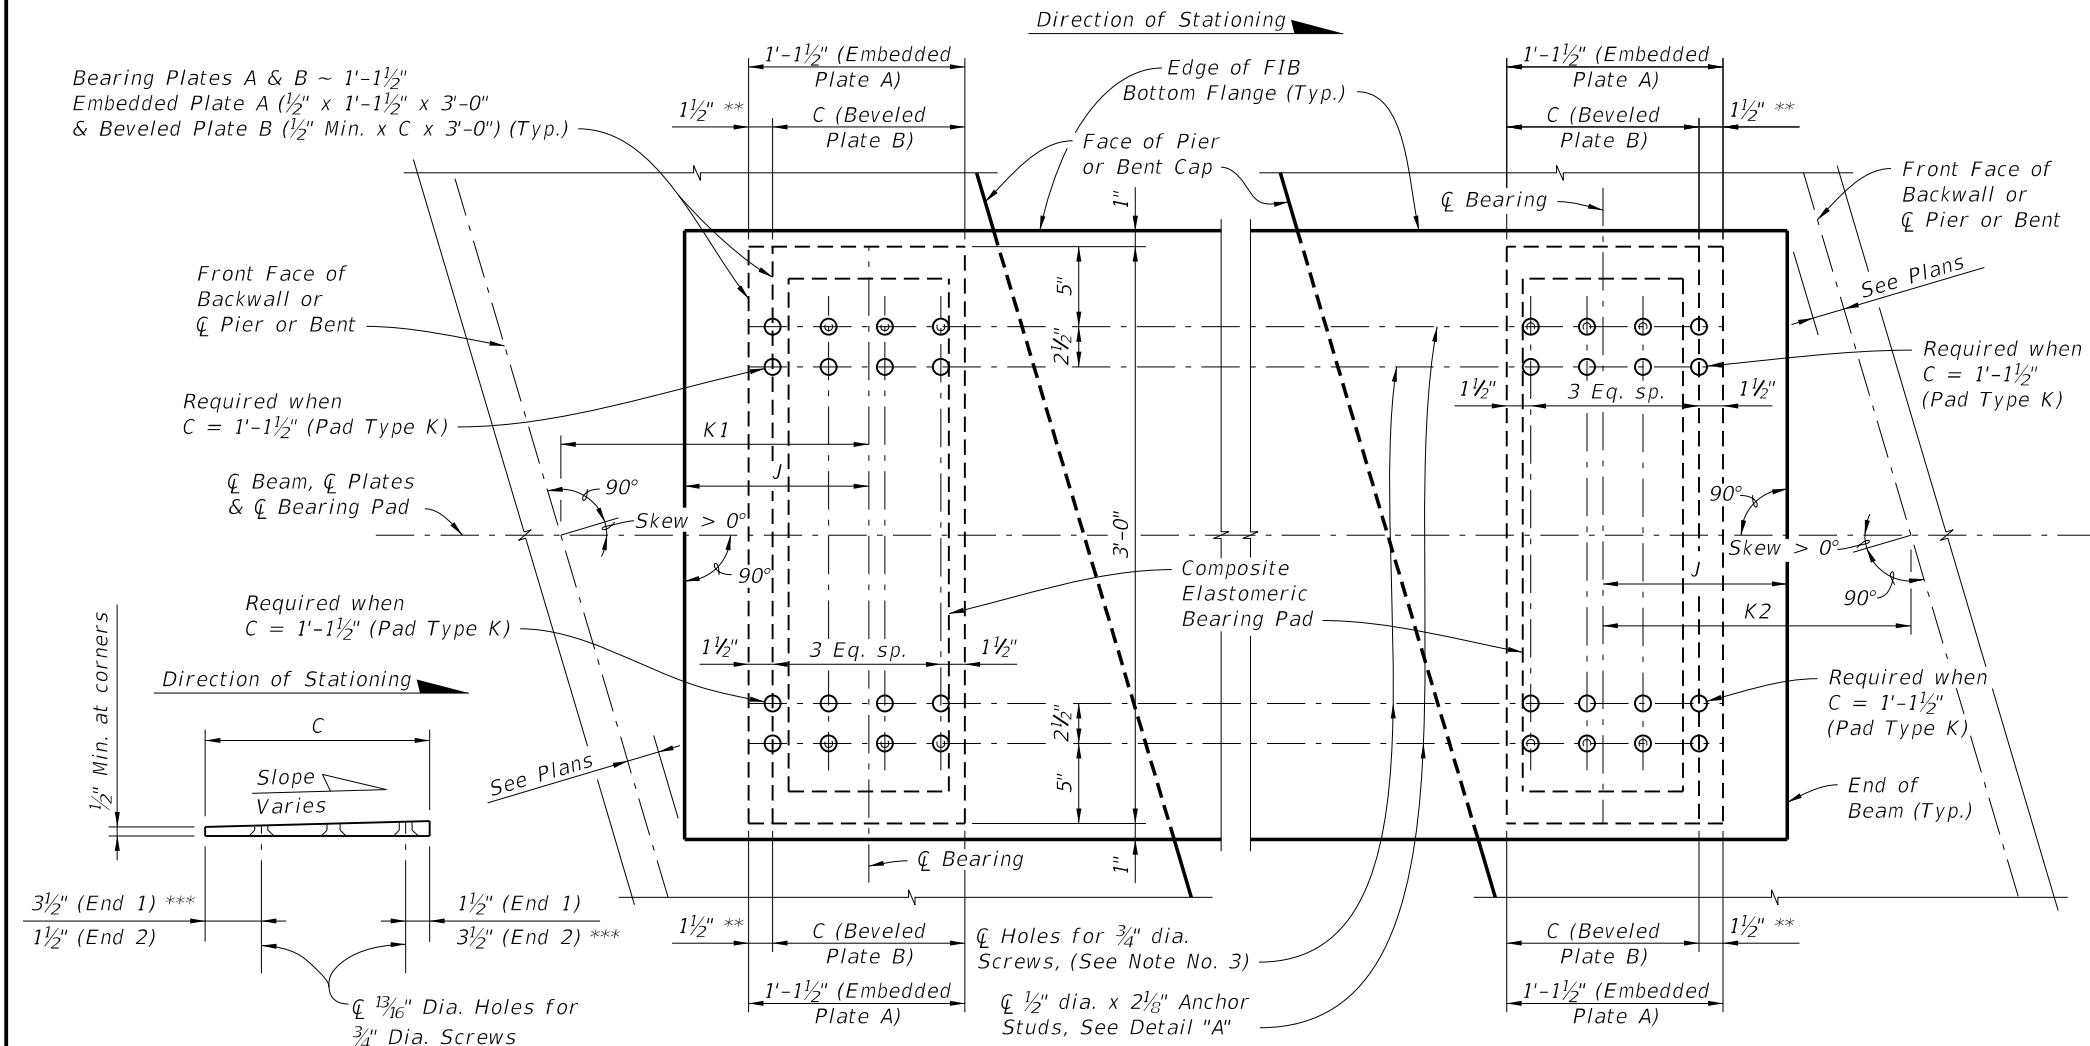 Direction of Stationing
1'-1½" (Embedded
Plate A)
1'-1½" (Embedded
Plate A)
Bearing Plates A & B ~ 1'-1½"
Embedded Plate A (½" x 1'-1½" x 3'-0"
& Beveled Plate B (½" Min. x C x 3'-0") (Typ.)
Edge of FIB
Bottom Flange (Typ.)
1½" **
C (Beveled
Plate B)
C (Beveled
Plate B)
1½" **
Face of Pier
or Bent Cap
Front Face of
Backwall or
℄ Pier or Bent
1"
℄ Bearing
Front Face of
Backwall or
℄ Pier or Bent
5"
See Plans
2½"
Required when
C = 1'-1½"
(Pad Type K)
Required when
C = 1'-1½" (Pad Type K)
1½"
3 Eq. sp.
1½"
K1
J
℄ Beam, ℄ Plates
& ℄ Bearing Pad
90°
Skew > 0°
90°
3'-0"
90°
Skew > 0°
J
90°
K2
Composite
Elastomeric
Bearing Pad
Required when
C = 1'-1½" (Pad Type K)
1½"
3 Eq. sp.
1½"
Required when
C = 1'-1½"
(Pad Type K)
Direction of Stationing
½" Min. at corners
C
Slope
Varies
See Plans
2½"
5"
1"
End of
Beam (Typ.)
℄ Bearing
3½" (End 1) ***
1½" (End 2)
1½" (End 1)
3½" (End 2) ***
1½" **
C (Beveled
Plate B)
℄ Holes for ¾" dia.
Screws, (See Note No. 3)
C (Beveled
Plate B)
1½" **
℄ 13/16" Dia. Holes for
¾" Dia. Screws
1'-1½" (Embedded
Plate A)
℄ ½" dia. x 2⅛" Anchor
Studs, See Detail "A"
1'-1½" (Embedded
Plate A)